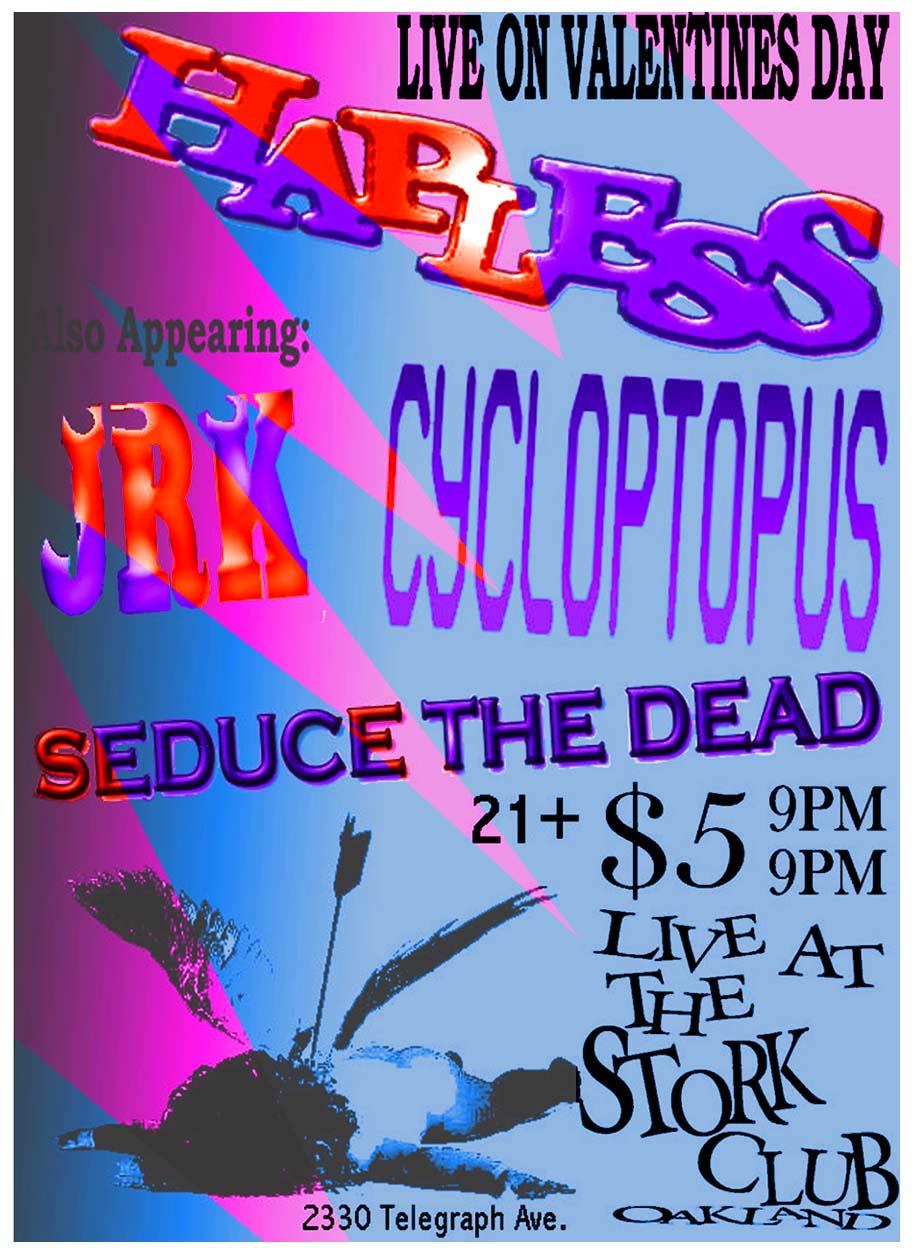 LIVE ON VALENTINES DAY
HAPLESS
Also Appearing:
JRK
CYCLOPTOPUS
SEDUCE THE DEAD
21+ $5 9PM
9PM
LIVE AT
THE
STORK
CLUB
OAKLAND
2330 Telegraph Ave.